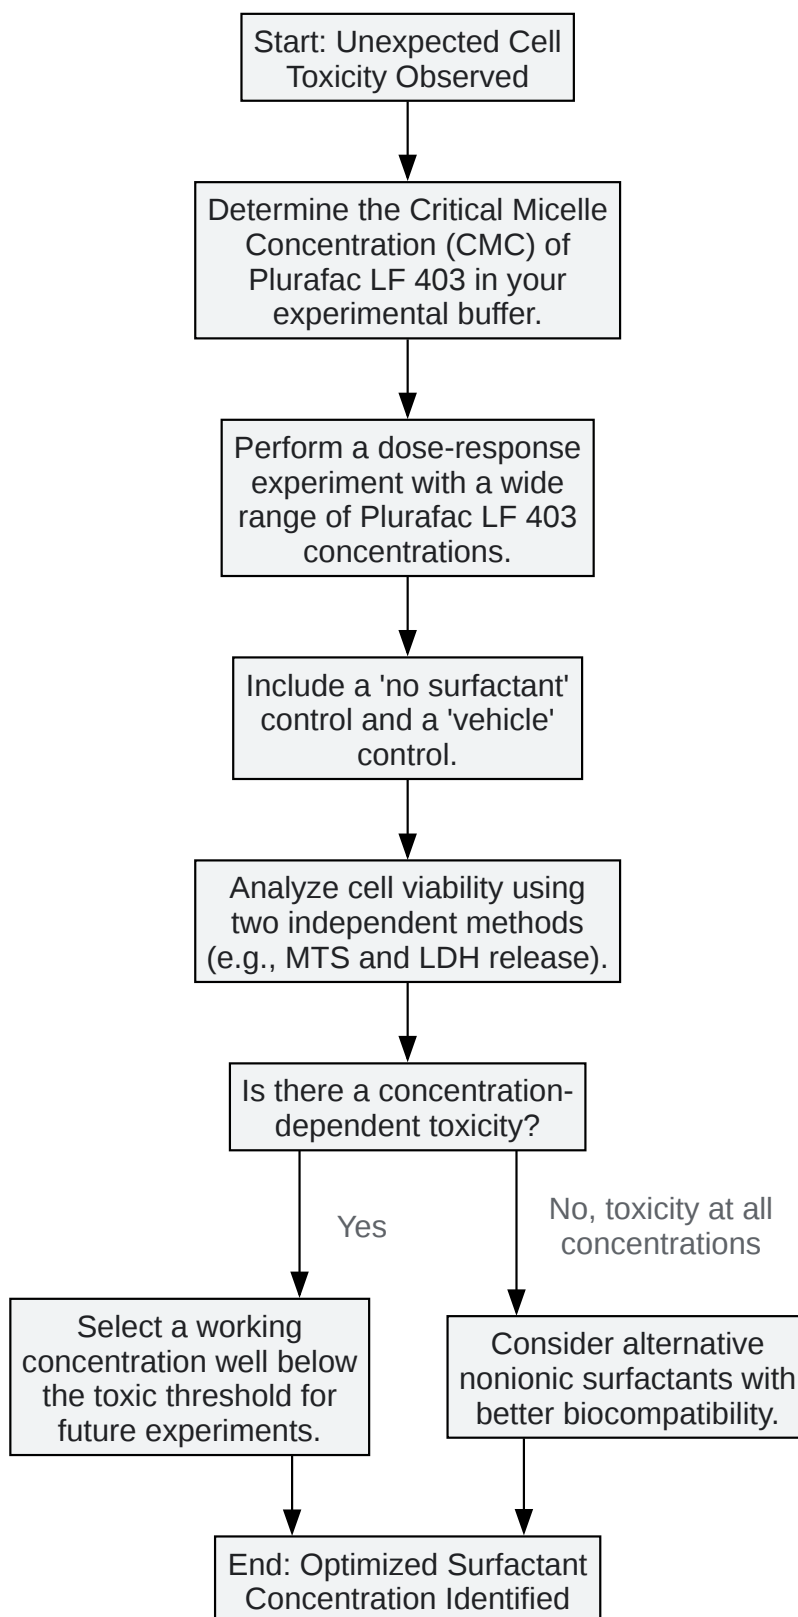 Start: Unexpected Cell
Toxicity Observed
Determine the Critical Micelle
Concentration (CMC) of
Plurafac LF 403 in your
experimental buffer.
Perform a dose-response
experiment with a wide
range of Plurafac LF 403
concentrations.
Include a 'no surfactant'
control and a 'vehicle'
control.
Analyze cell viability using
two independent methods
(e.g., MTS and LDH release).
Is there a concentration-
dependent toxicity?
Yes
No, toxicity at all
concentrations
Select a working
concentration well below
the toxic threshold for
future experiments.
Consider alternative
nonionic surfactants with
better biocompatibility.
End: Optimized Surfactant
Concentration Identified